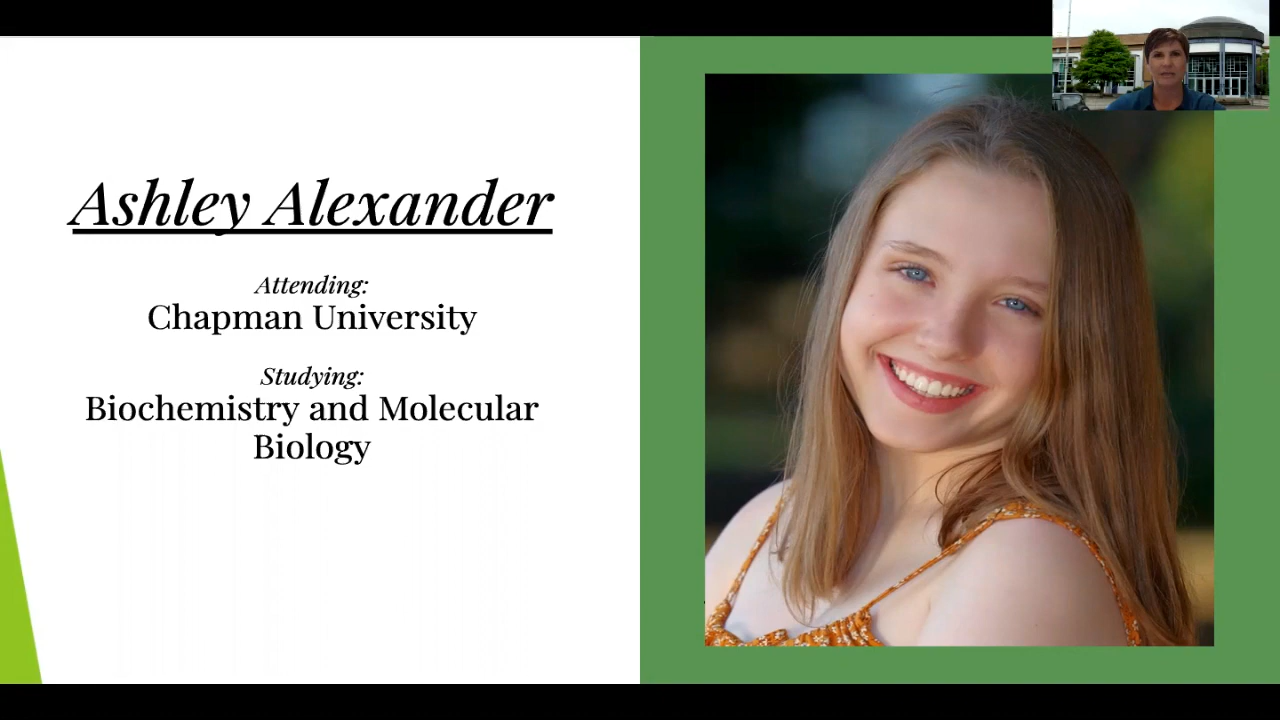 Ashley Alexander
Attending:
Chapman University
Studying:
Biochemistry and Molecular
Biology